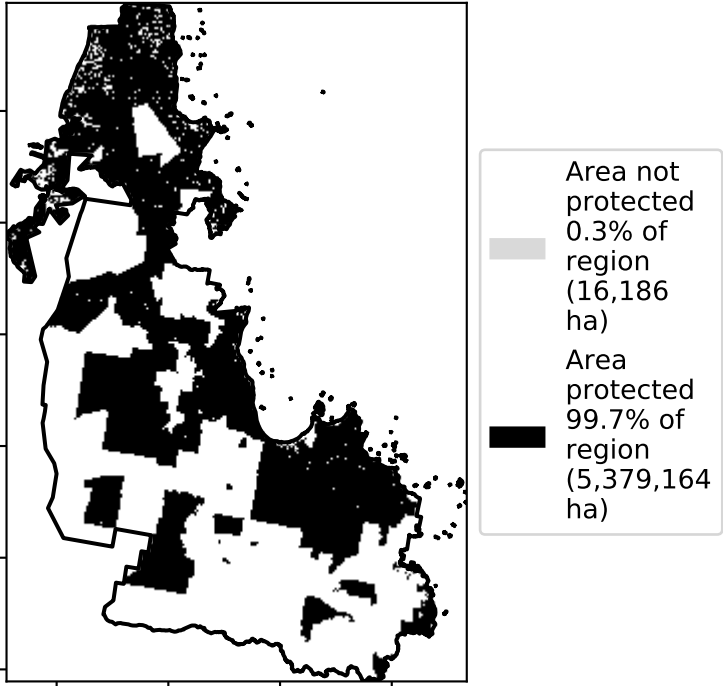 Area not
protected
0.3% of
region
(16,186
ha)
Area
protected
99.7% of
region
(5,379,164
ha)